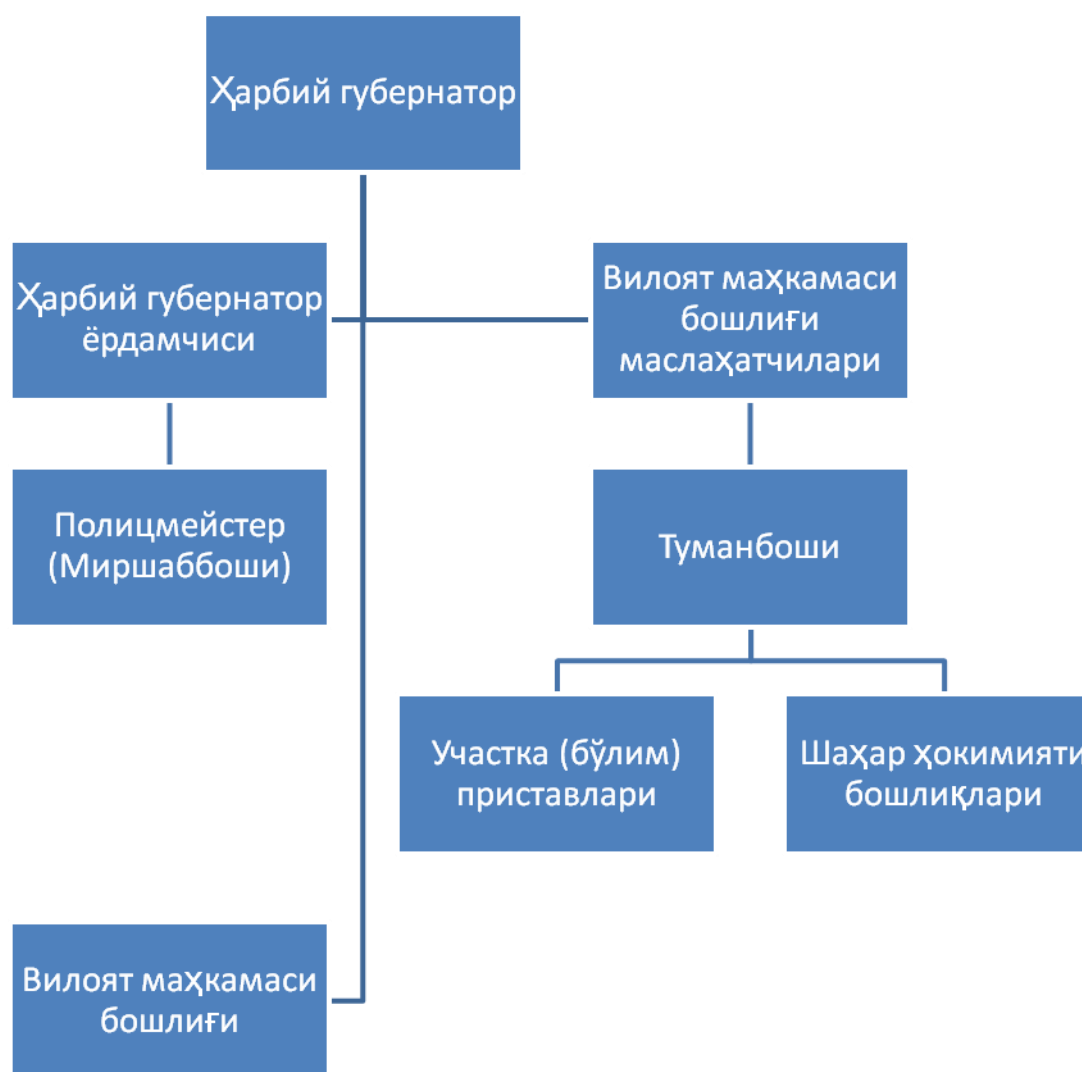 Ҳарбий губернатор
Ҳарбий губернатор
ёрдамчиси
Вилоят маҳкамаси
бошлиғи
маслаҳатчилари
Полицмейстер
(Миршаббоши)
Туманбоши
Участка (бўлим)
приставлари
Шаҳар ҳокимияти
бошлиқлари
Вилоят маҳкамаси
бошлиғи